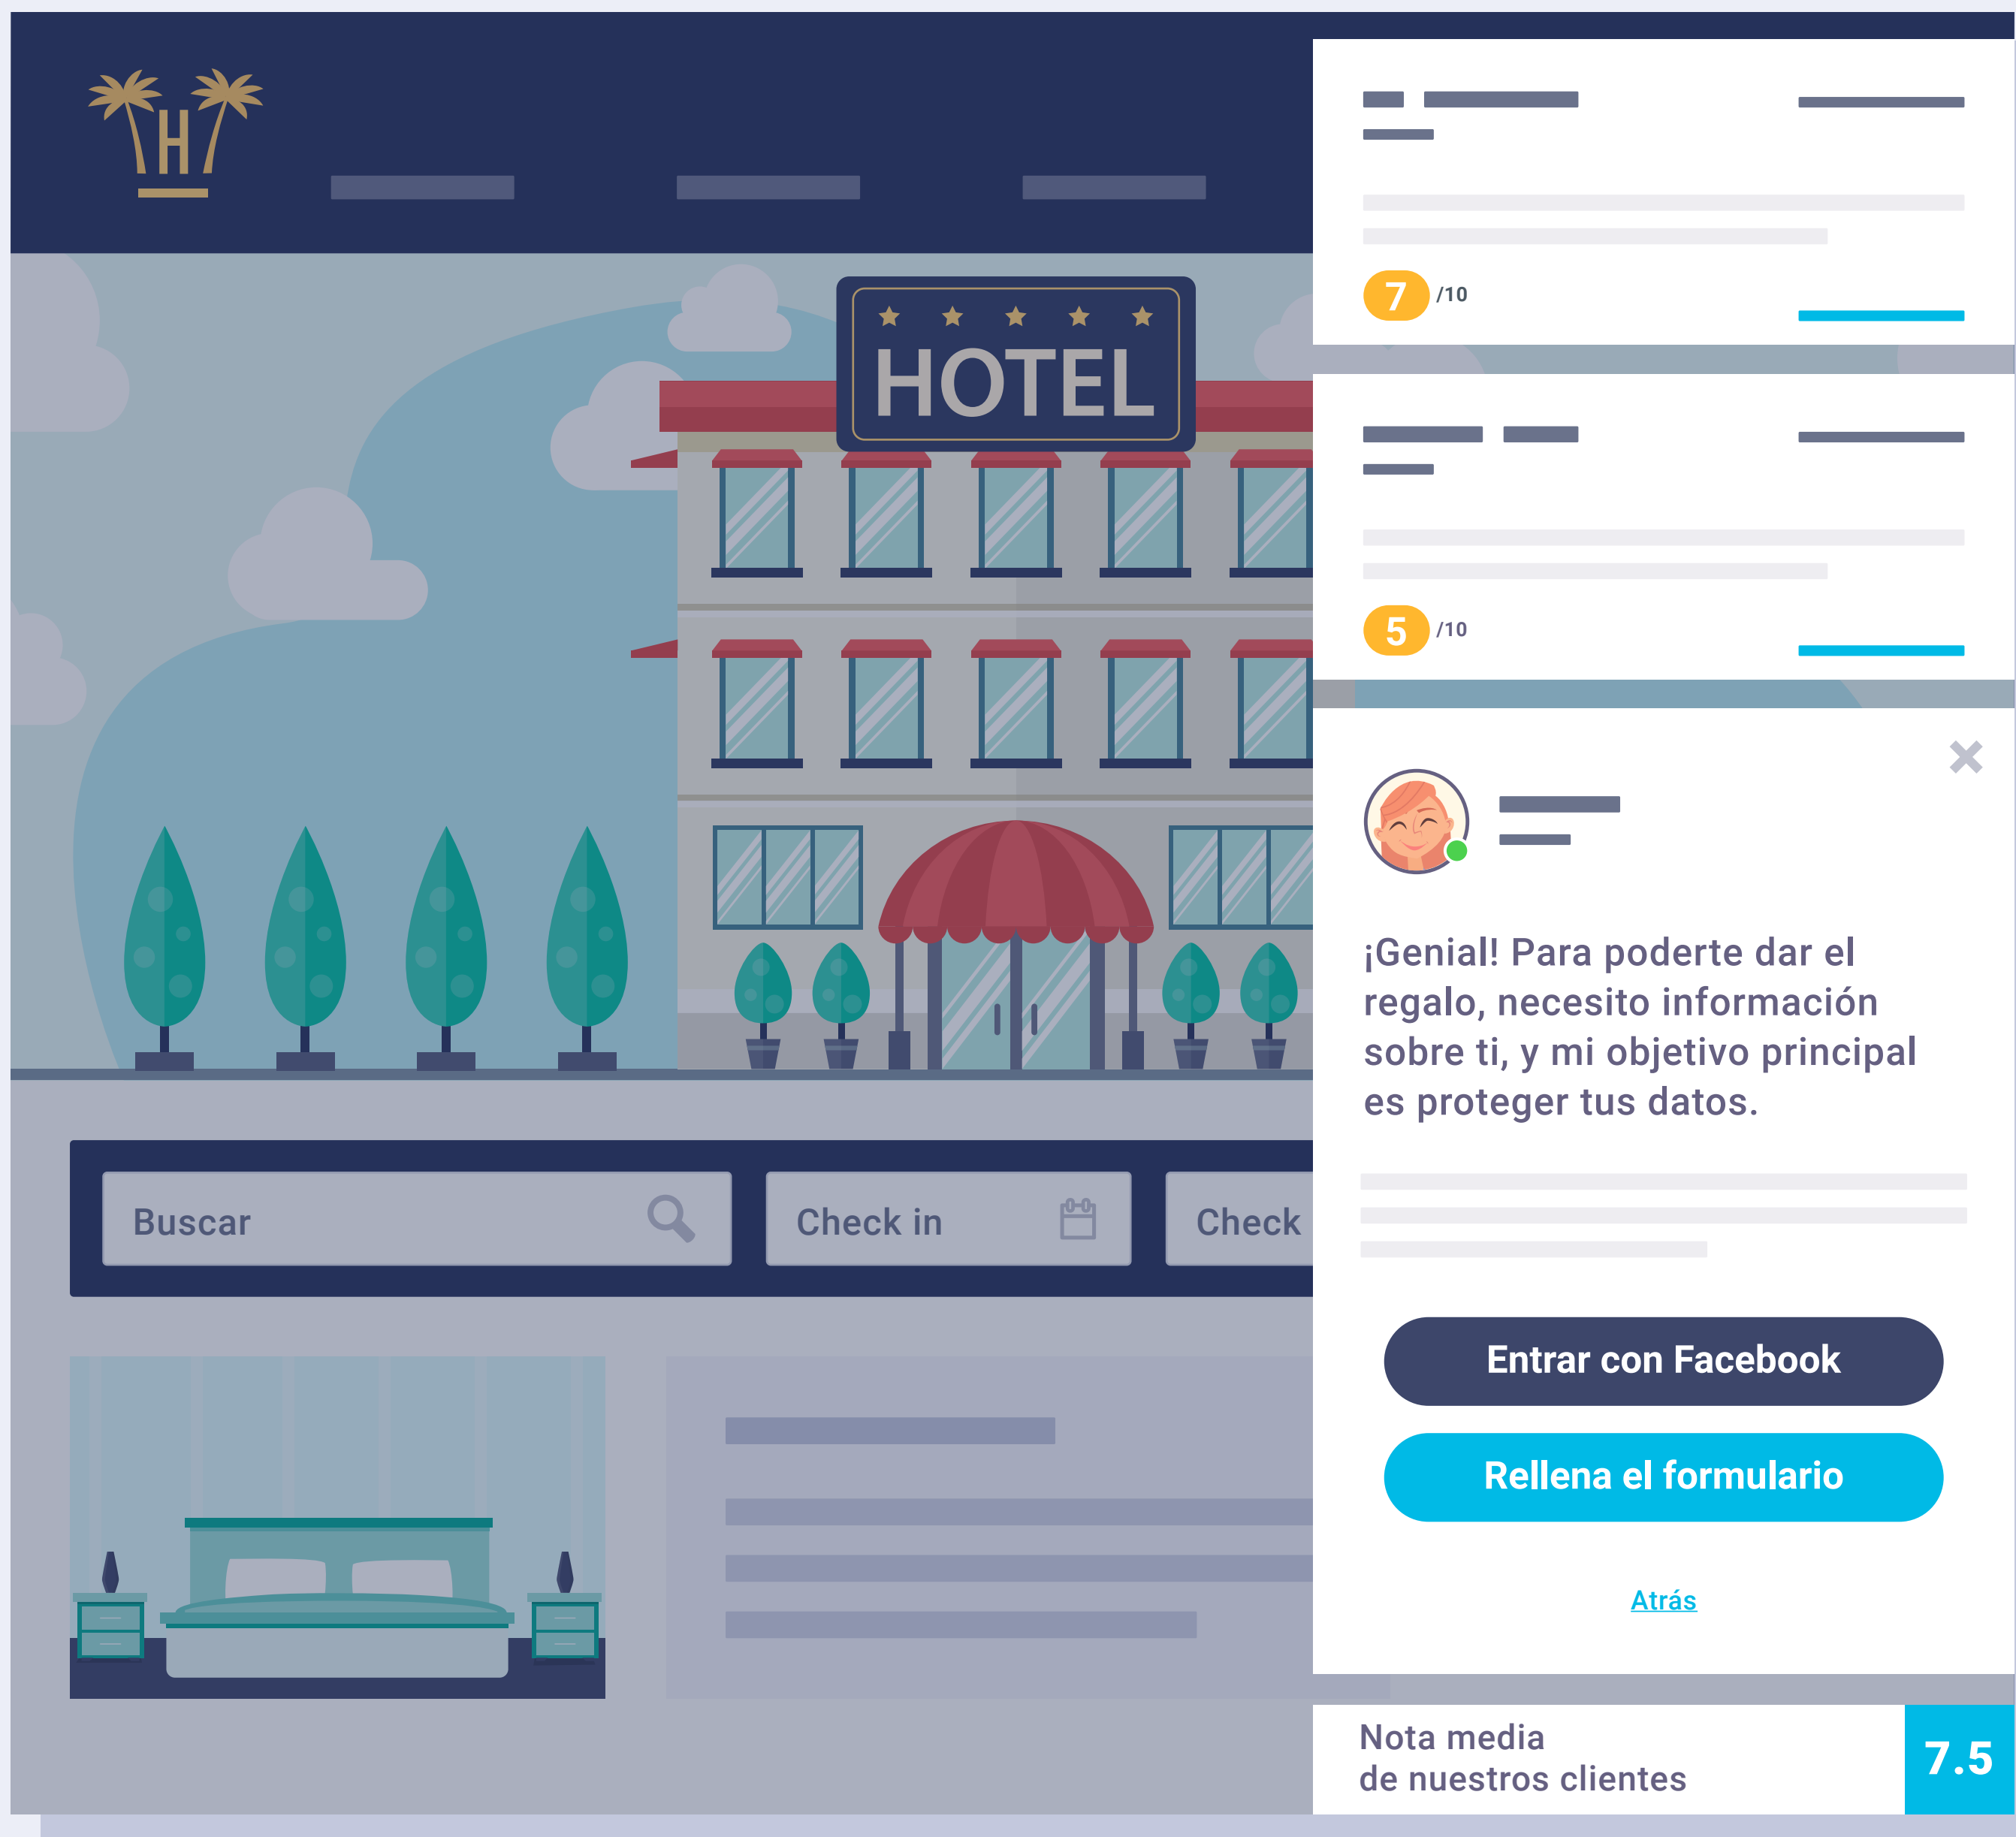 H
HOTEL
7 /10
5 /10
¡Genial! Para poderte dar el
regalo, necesito información
sobre ti, y mi objetivo principal
es proteger tus datos.
Buscar
Check in
Check
Entrar con Facebook
Rellena el formulario
Atrás
Nota media
de nuestros clientes
7.5